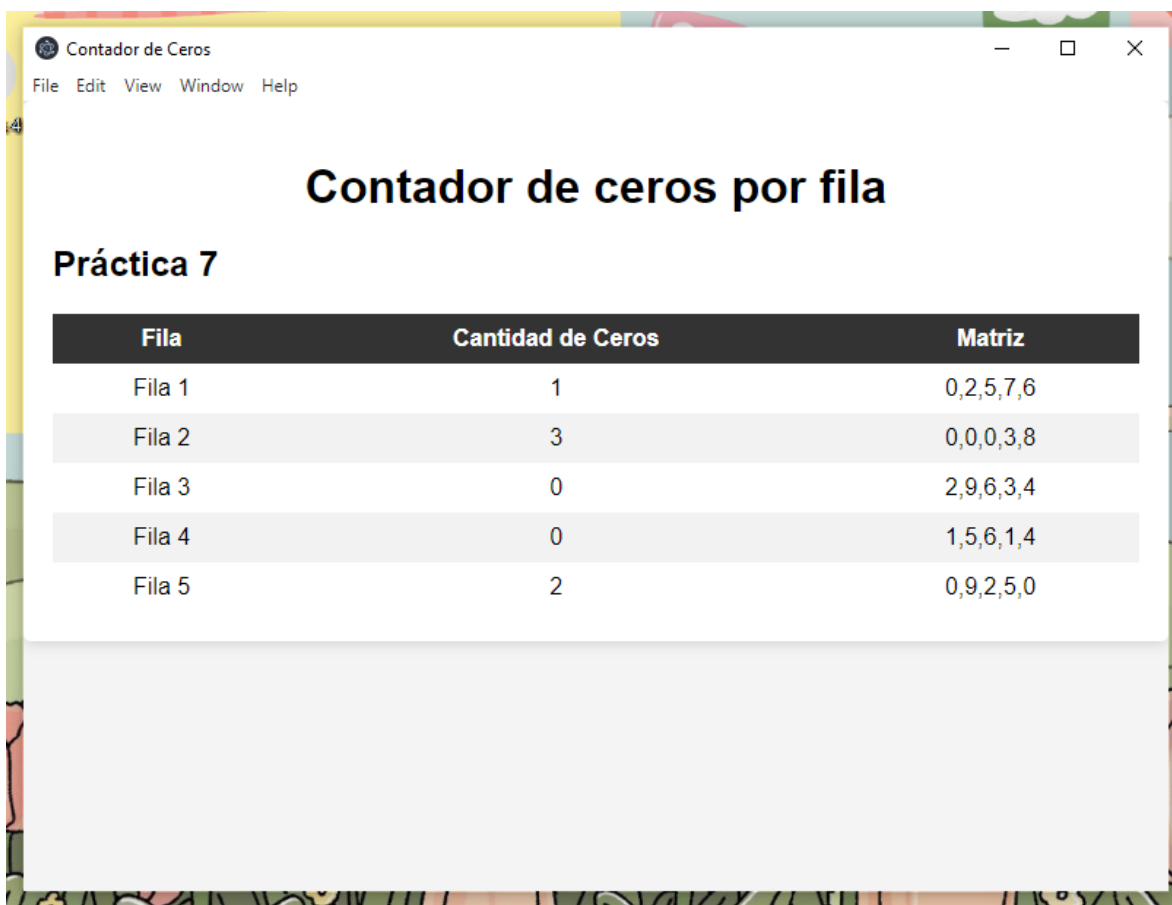 Contador de Ceros
File Edit View Window Help
4
Contador de ceros por fila
Práctica 7
Fila Cantidad de Ceros Matriz
Fila 1 1 0,2,5,7,6
Fila 2 3 0,0,0,3,8
Fila 3 0 2,9,6,3,4
Fila 4 0 1,5,6,1,4
Fila 5 2 0,9,2,5,0